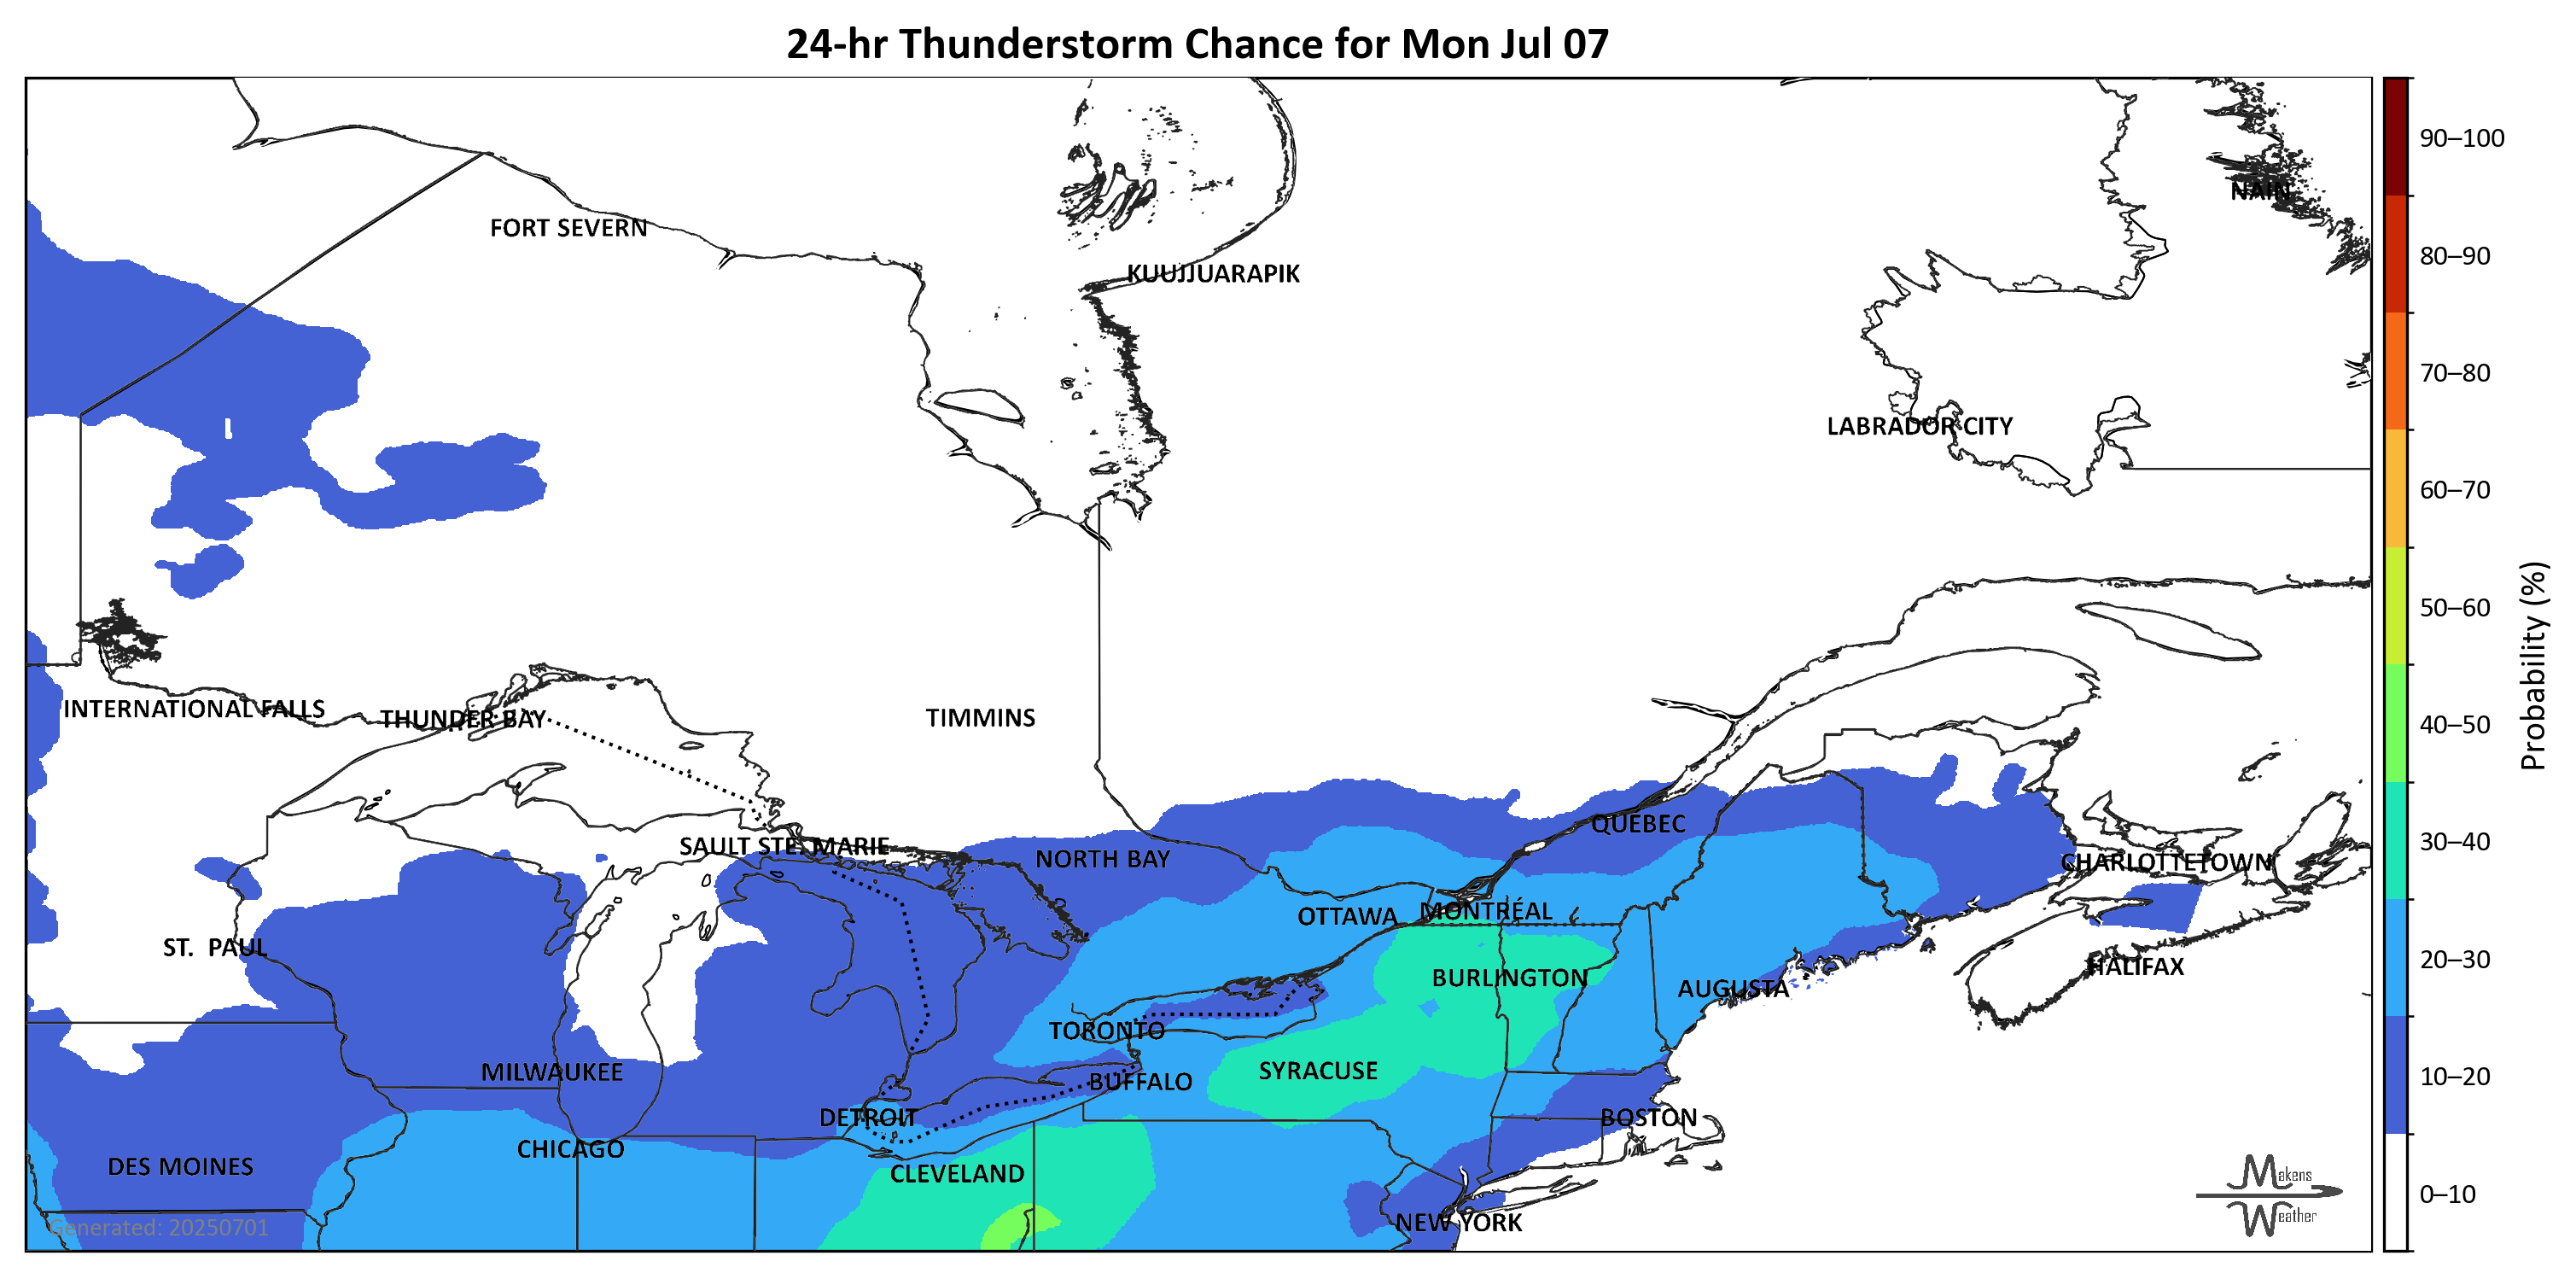 24-hr Thunderstorm Chance for Mon Jul 07
90–100
NAIN
FORT SEVERN
80–90
KUUJJUARAPIK
70–80
LABRADOR CITY
60–70
50–60
Probability (%)
INTERNATIONAL FALLS
THUNDER BAY
TIMMINS
40–50
QUEBEC
SAULT STE. MARIE
30–40
NORTH BAY
CHARLOTTETOWN
OTTAWA
MONTRÉAL
ST. PAUL
20–30
HALIFAX
BURLINGTON
AUGUSTA
TORONTO
MILWAUKEE
SYRACUSE
10–20
BUFFALO
DETROIT
BOSTON
CHICAGO
DES MOINES
CLEVELAND
Makens
Weather
0–10
NEW YORK
Generated: 20250701